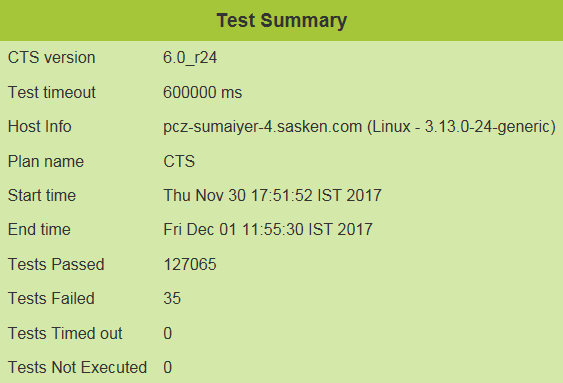 Test Summary
CTS version 6.0_r24
Test timeout 600000 ms
Host Info pcz-sumaiyer-4.sasken.com (Linux - 3.13.0-24-generic)
Plan name CTS
Start time Thu Nov 30 17:51:52 IST 2017
End time Fri Dec 01 11:55:30 IST 2017
Tests Passed 127065
Tests Failed 35
Tests Timed out 0
Tests Not Executed 0